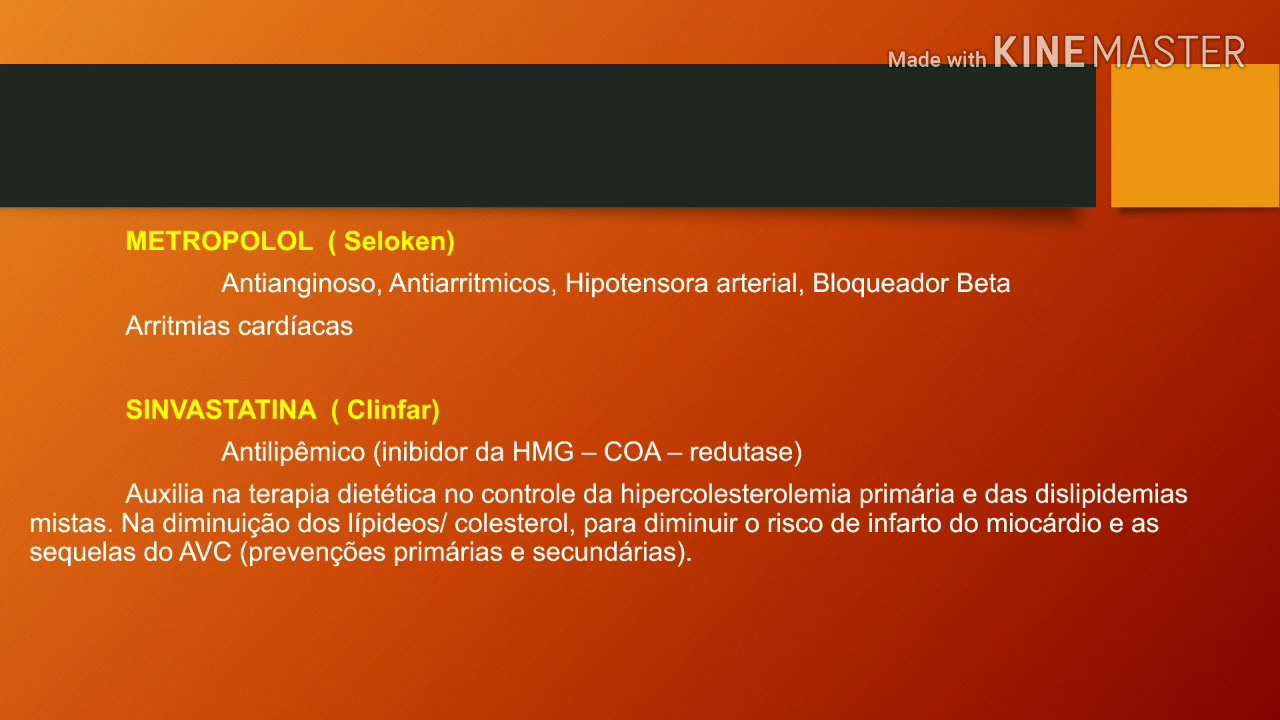 Made with KINEMASTER
METROPOLOL ( Seloken)
Antianginoso, Antiarritmicos, Hipotensora arterial, Bloqueador Beta
Arritmias cardíacas
SINVASTATINA ( Clinfar)
Antilipêmico (inibidor da HMG – COA – redutase)
Auxilia na terapia dietética no controle da hipercolesterolemia primária e das dislipidemias
mistas. Na diminuição dos lípideos/ colesterol, para diminuir o risco de infarto do miocárdio e as
sequelas do AVC (prevenções primárias e secundárias).